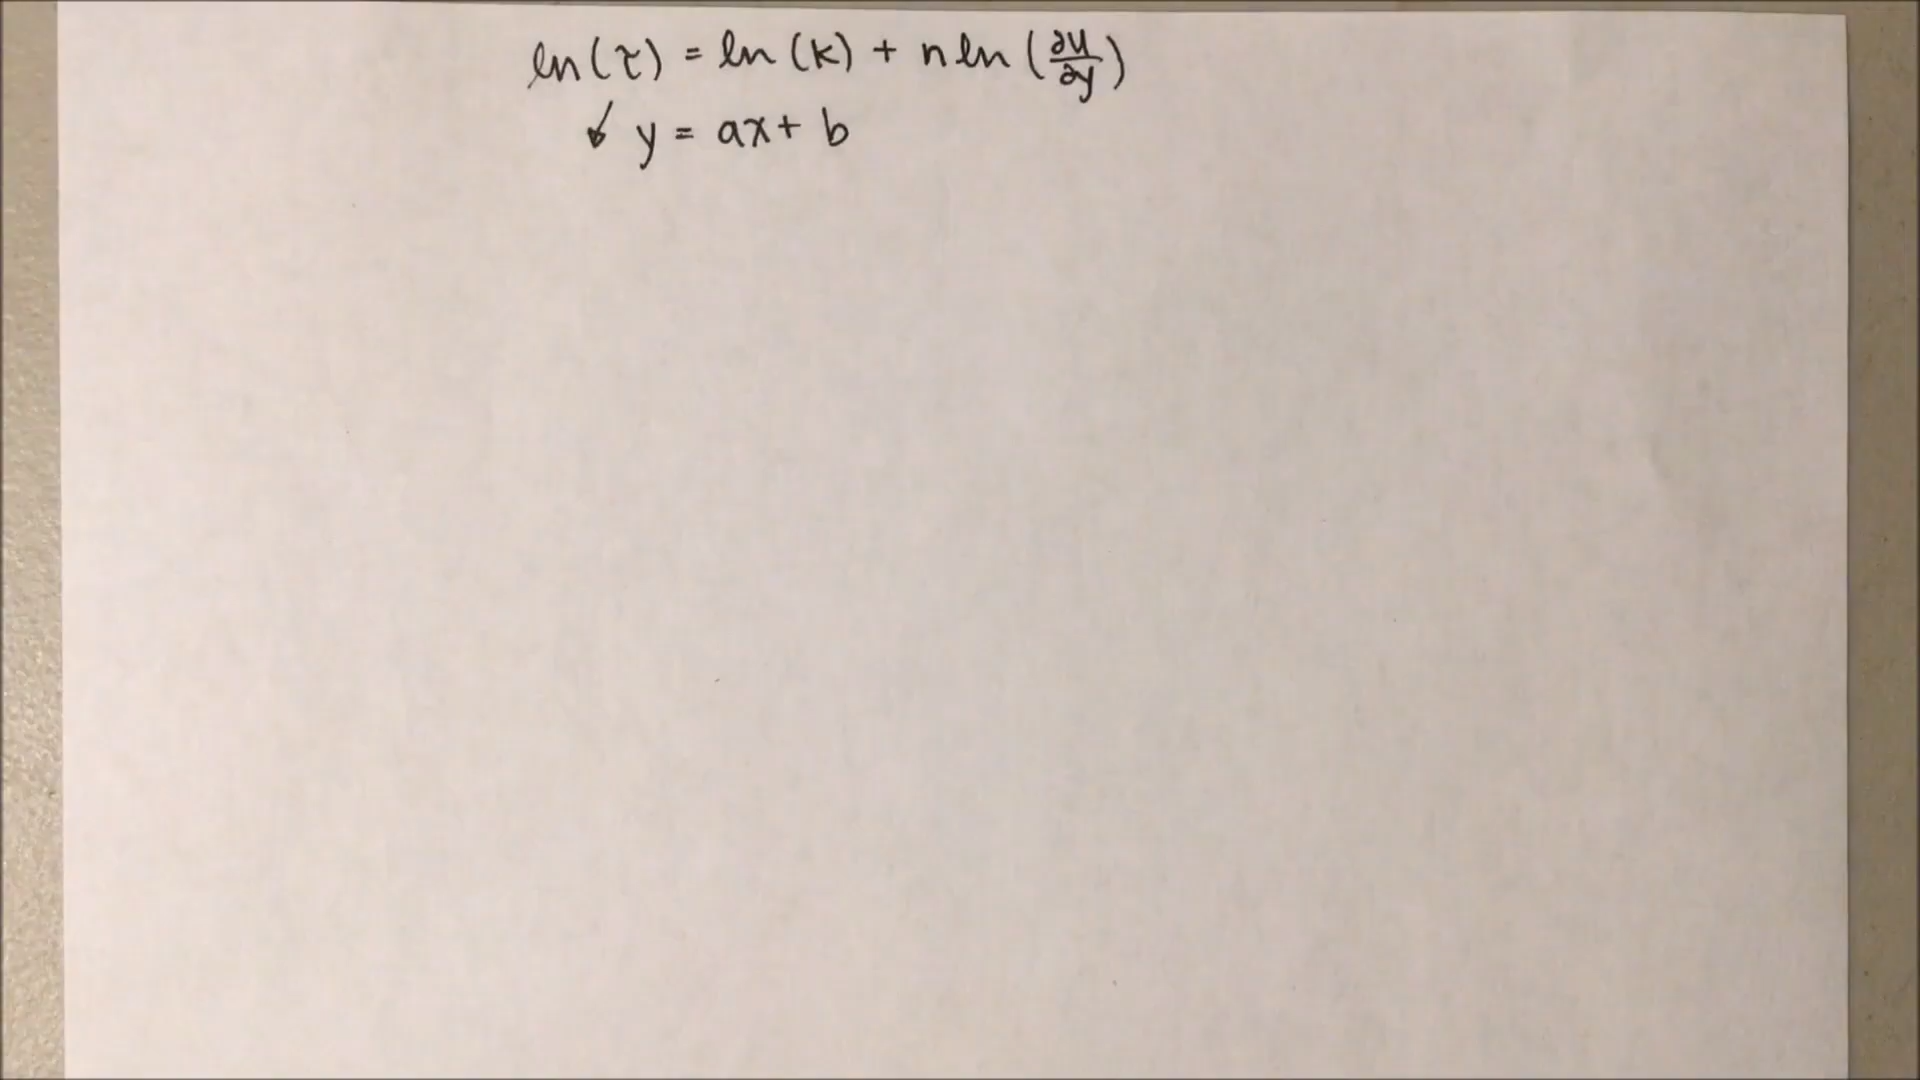 ln(τ) = ln(k) + n ln(∂u/∂y)
↙ y = ax + b